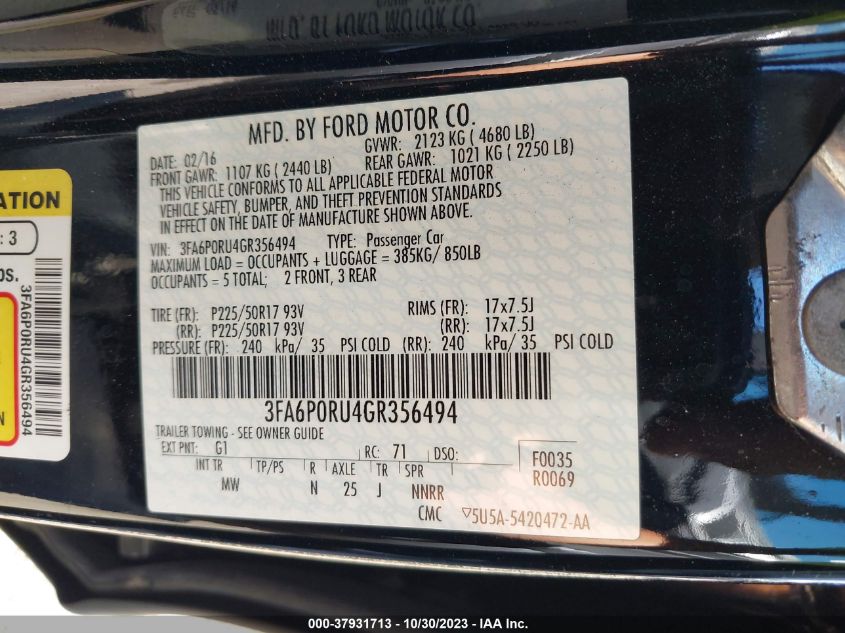 MFD. BY FORD MOTOR CO.
MFD. BY FORD MOTOR CO.
DATE: 02/16 GVWR: 2123 KG ( 4680 LB)
FRONT GAWR: 1107 KG ( 2440 LB) REAR GAWR: 1021 KG ( 2250 LB)
THIS VEHICLE CONFORMS TO ALL APPLICABLE FEDERAL MOTOR
VEHICLE SAFETY, BUMPER, AND THEFT PREVENTION STANDARDS
IN EFFECT ON THE DATE OF MANUFACTURE SHOWN ABOVE.
VIN: 3FA6P0RU4GR356494 TYPE: Passenger Car
MAXIMUM LOAD = OCCUPANTS + LUGGAGE = 385KG/ 850LB
OCCUPANTS = 5 TOTAL; 2 FRONT, 3 REAR
TIRE (FR): P225/50R17 93V RIMS (FR): 17x7.5J
(RR): P225/50R17 93V (RR): 17x7.5J
PRESSURE (FR): 240 kPa/ 35 PSI COLD (RR): 240 kPa/ 35 PSI COLD
3FA6P0RU4GR356494
TRAILER TOWING - SEE OWNER GUIDE
EXT PNT: G1 RC: 71 DSO:
F0035
R0069
INT TR TP/PS R AXLE TR SPR
MW N 25 J NNRR
CMC ▽5U5A-5420472-AA
ATION
: 3
bs.
3FA6P0RU4GR356494
N
000-37931713 - 10/30/2023 - IAA Inc.